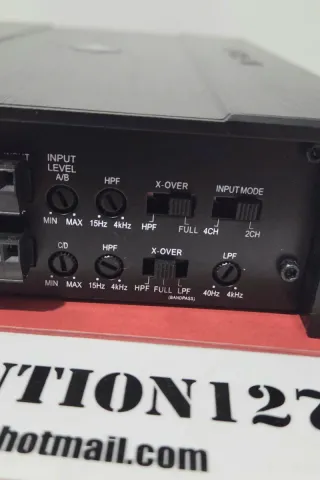 INPUT
LEVEL
A/B
HPF
X-OVER
INPUT MODE
MIN MAX 15Hz 4kHz HPF FULL 4CH 2CH
C/D
HPF
X-OVER
LPF
MIN MAX 15Hz 4kHz HPF FULL LPF 40Hz 4kHz
(BANDPASS)
UTION127
hotmail.com